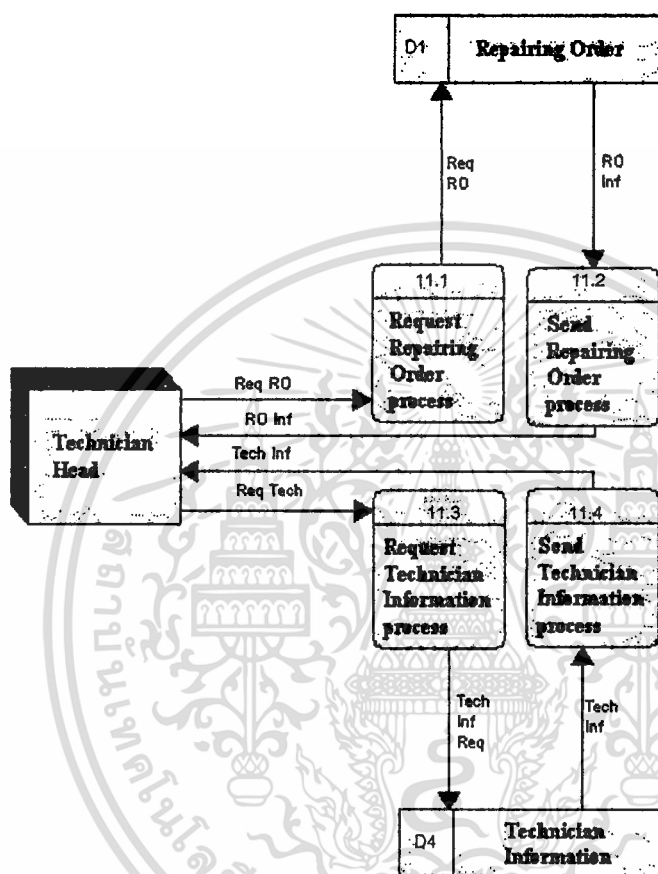 D1
Repairing Order
Req
RO
RO
Inf
11.1
Request
Repairing
Order
process
11.2
Send
Repairing
Order
process
Req RO
RO Inf
Tech Inf
Req Tech
Technician
Head
11.3
Request
Technician
Information
process
11.4
Send
Technician
Information
process
Tech
Inf
Req
Tech
Inf
D4
Technician
Information